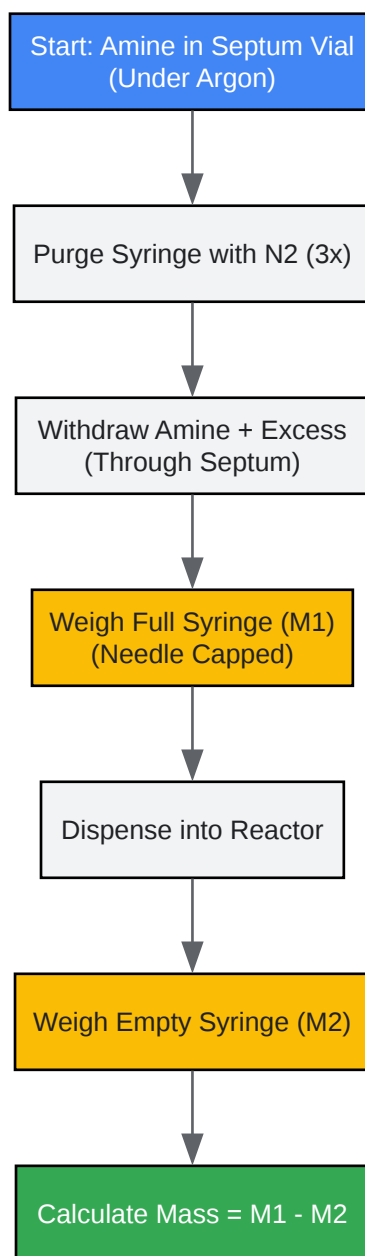 Start: Amine in Septum Vial
(Under Argon)
Purge Syringe with N2 (3x)
Withdraw Amine + Excess
(Through Septum)
Weigh Full Syringe (M1)
(Needle Capped)
Dispense into Reactor
Weigh Empty Syringe (M2)
Calculate Mass = M1 - M2